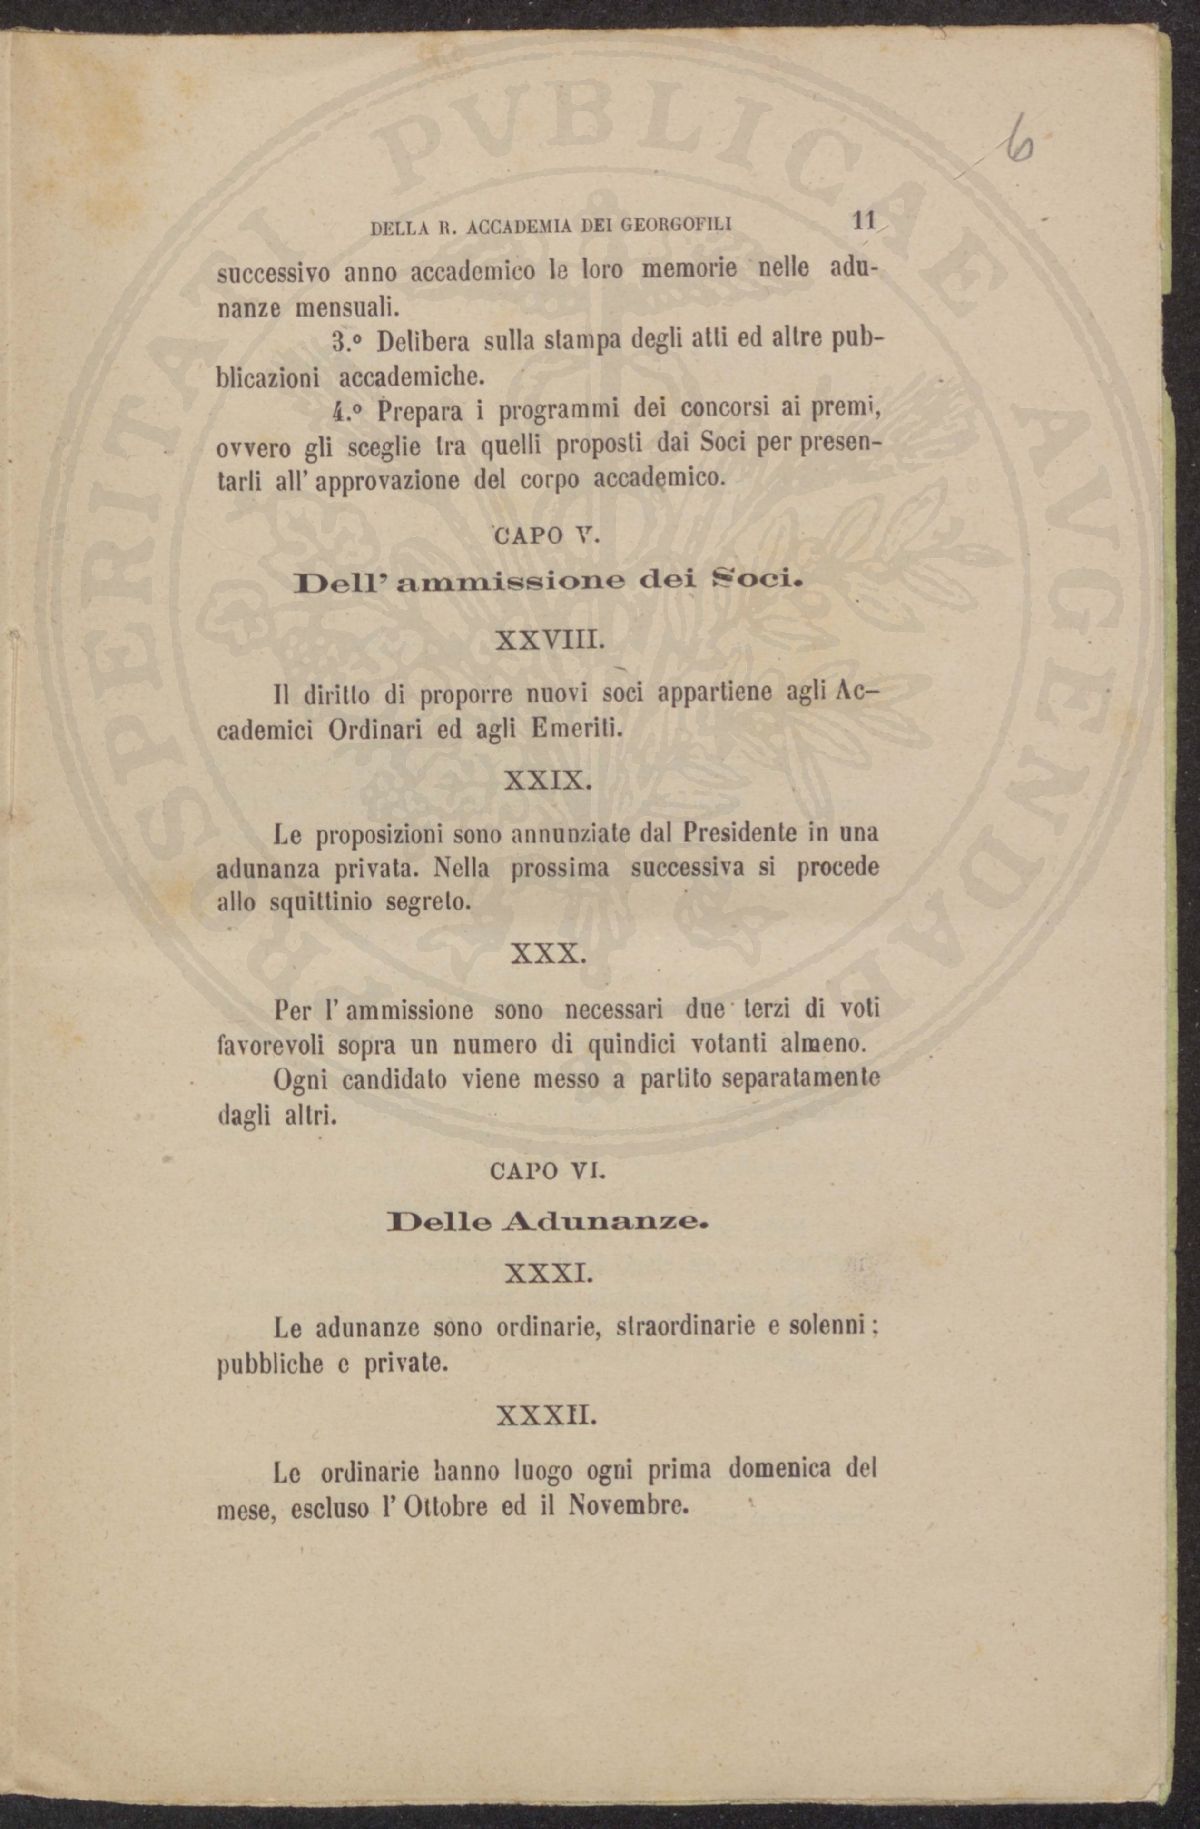 6
DELLA R. ACCADEMIA DEI GEORGOFILI 11
successivo anno accademico le loro memorie nelle adu-
nanze mensuali.
3.º Delibera sulla stampa degli atti ed altre pub-
blicazioni accademiche.
4.º Prepara i programmi dei concorsi ai premi,
ovvero gli sceglie tra quelli proposti dai Soci per presen-
tarli all' approvazione del corpo accademico.
CAPO V.
Dell' ammissione dei Soci.
XXVIII.
Il diritto di proporre nuovi soci appartiene agli Ac-
cademici Ordinari ed agli Emeriti.
XXIX.
Le proposizioni sono annunziate dal Presidente in una
adunanza privata. Nella prossima successiva si procede
allo squittinio segreto.
XXX.
Per l' ammissione sono necessari due terzi di voti
favorevoli sopra un numero di quindici votanti almeno.
Ogni candidato viene messo a partito separatamente
dagli altri.
CAPO VI.
Delle Adunanze.
XXXI.
Le adunanze sono ordinarie, straordinarie e solenni;
pubbliche e private.
XXXII.
Le ordinarie hanno luogo ogni prima domenica del
mese, escluso l' Ottobre ed il Novembre.
PROSPERITATI PVBLICAE AVGENDAE